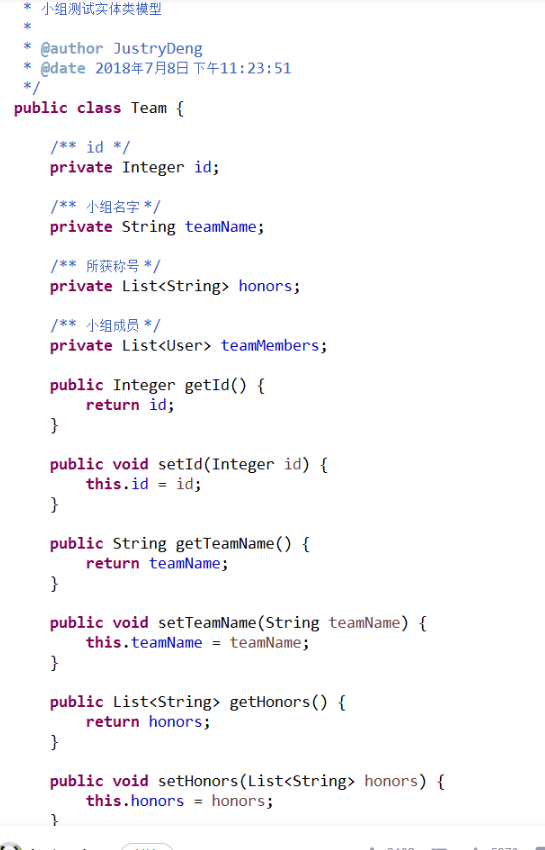 * 小组测试实体类模型
*
* @author JustryDeng
* @date 2018年7月8日 下午11:23:51
*/
public class Team {
/** id */
private Integer id;
/** 小组名字 */
private String teamName;
/** 所获称号 */
private List<String> honors;
/** 小组成员 */
private List<User> teamMembers;
public Integer getId() {
return id;
}
public void setId(Integer id) {
this.id = id;
}
public String getTeamName() {
return teamName;
}
public void setTeamName(String teamName) {
this.teamName = teamName;
}
public List<String> getHonors() {
return honors;
}
public void setHonors(List<String> honors) {
this.honors = honors;
}